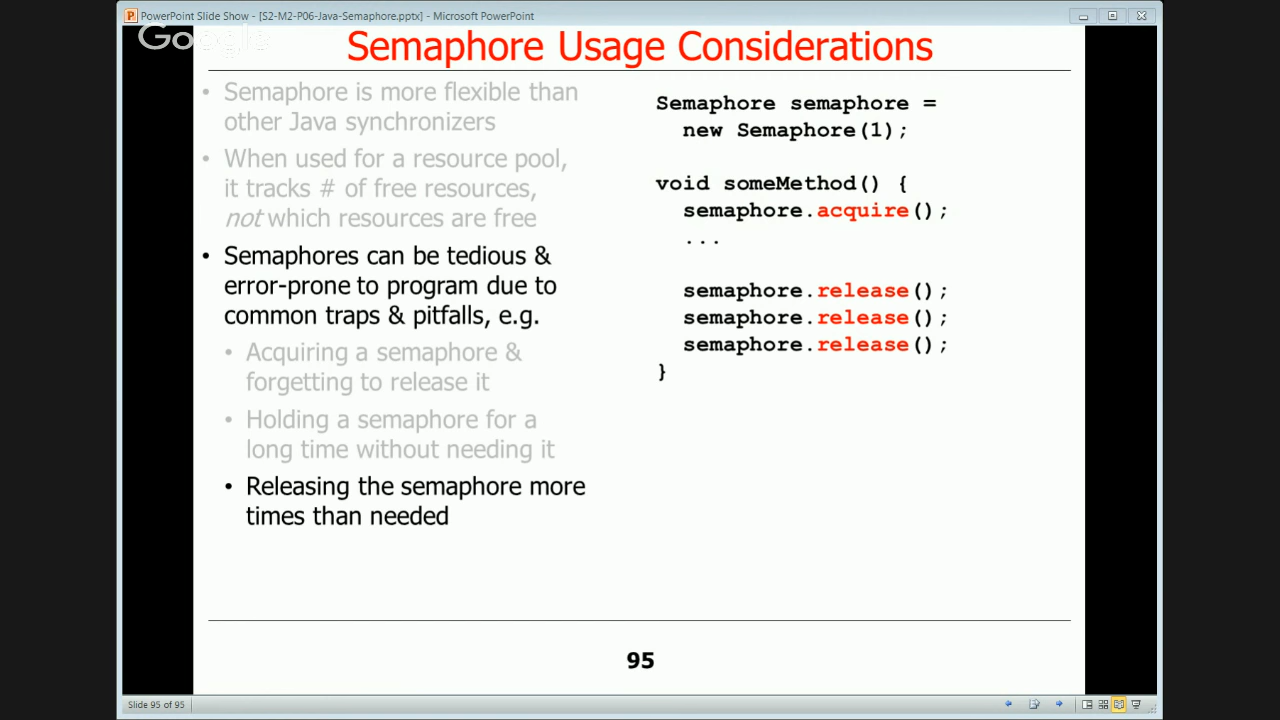 PowerPoint Slide Show - [S2-M2-P06-Java-Semaphore.pptx] - Microsoft PowerPoint
Google
Semaphore Usage Considerations
• Semaphore is more flexible than
other Java synchronizers
• When used for a resource pool,
it tracks # of free resources,
not which resources are free
• Semaphores can be tedious &
error-prone to program due to
common traps & pitfalls, e.g.
• Acquiring a semaphore &
forgetting to release it
• Holding a semaphore for a
long time without needing it
• Releasing the semaphore more
times than needed
Semaphore semaphore =
new Semaphore(1);
void someMethod() {
semaphore.acquire();
...
semaphore.release();
semaphore.release();
semaphore.release();
}
95
Slide 95 of 95